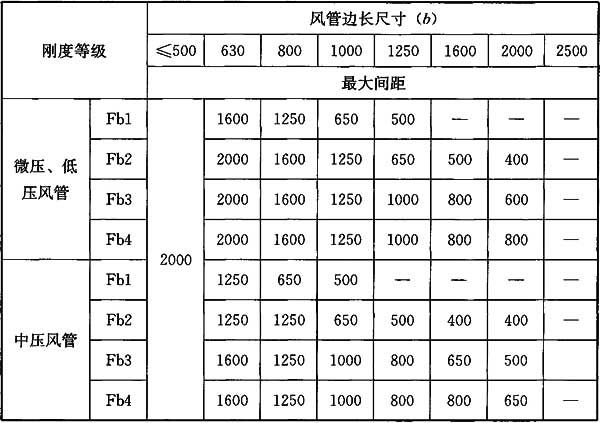 刚度等级 风管边长尺寸（b）
≤500 630 800 1000 1250 1600 2000 2500
最大间距
微压、低压风管 Fb1 2000 1600 1250 650 500 — — —
Fb2 2000 1600 1250 650 500 400 —
Fb3 2000 1600 1250 1000 800 600 —
Fb4 2000 1600 1250 1000 800 800 —
中压风管 Fb1 1250 650 500 — — — —
Fb2 1250 1250 650 500 400 400 —
Fb3 1600 1250 1000 800 650 500
Fb4 1600 1250 1000 800 800 650 —